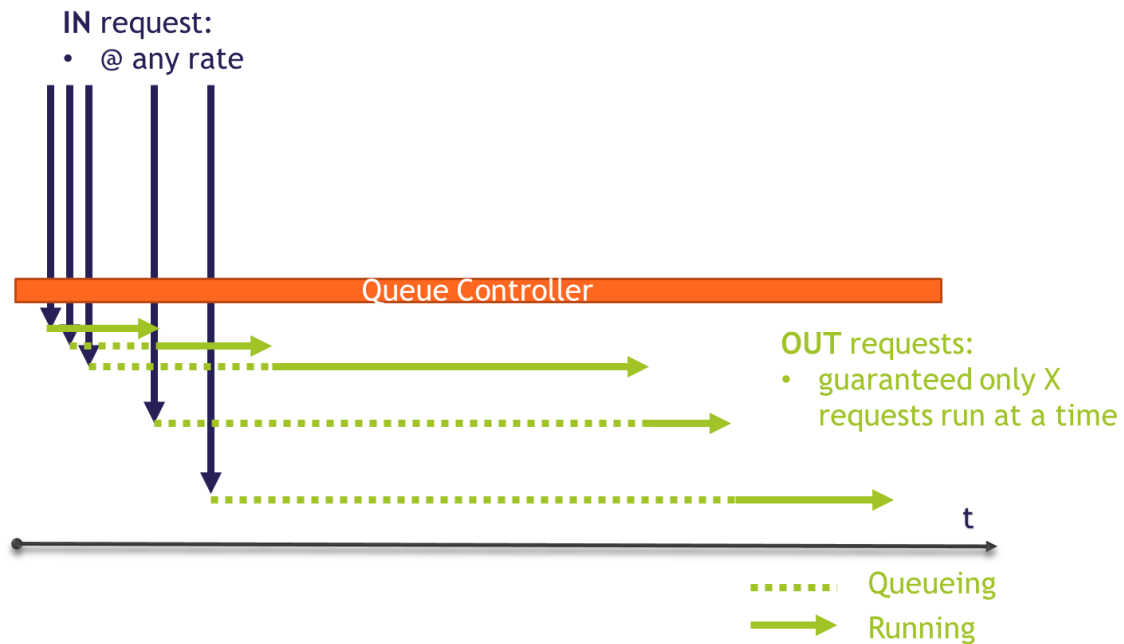 IN request:
• @ any rate
Queue Controller
OUT requests:
• guaranteed only X
requests run at a time
t
Queueing
Running